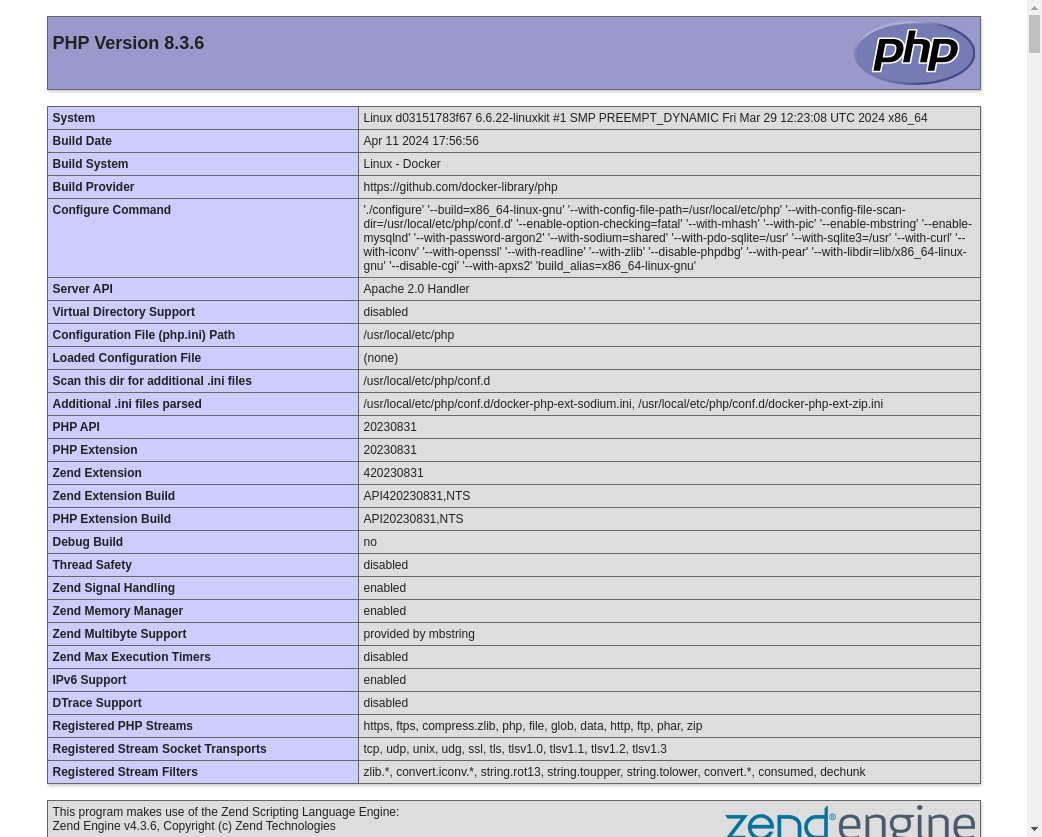 PHP Version 8.3.6
php
System Linux d03151783f67 6.6.22-linuxkit #1 SMP PREEMPT_DYNAMIC Fri Mar 29 12:23:08 UTC 2024 x86_64
Build Date Apr 11 2024 17:56:56
Build System Linux - Docker
Build Provider https://github.com/docker-library/php
Configure Command './configure' '--build=x86_64-linux-gnu' '--with-config-file-path=/usr/local/etc/php' '--with-config-file-scan-
dir=/usr/local/etc/php/conf.d' '--enable-option-checking=fatal' '--with-mhash' '--with-pic' '--enable-mbstring' '--enable-
mysqlnd' '--with-password-argon2' '--with-sodium=shared' '--with-pdo-sqlite=/usr' '--with-sqlite3=/usr' '--with-curl' '--
with-iconv' '--with-openssl' '--with-readline' '--with-zlib' '--disable-phpdbg' '--with-pear' '--with-libdir=lib/x86_64-linux-
gnu' '--disable-cgi' '--with-apxs2' 'build_alias=x86_64-linux-gnu'
Server API Apache 2.0 Handler
Virtual Directory Support disabled
Configuration File (php.ini) Path /usr/local/etc/php
Loaded Configuration File (none)
Scan this dir for additional .ini files /usr/local/etc/php/conf.d
Additional .ini files parsed /usr/local/etc/php/conf.d/docker-php-ext-sodium.ini, /usr/local/etc/php/conf.d/docker-php-ext-zip.ini
PHP API 20230831
PHP Extension 20230831
Zend Extension 420230831
Zend Extension Build API420230831,NTS
PHP Extension Build API20230831,NTS
Debug Build no
Thread Safety disabled
Zend Signal Handling enabled
Zend Memory Manager enabled
Zend Multibyte Support provided by mbstring
Zend Max Execution Timers disabled
IPv6 Support enabled
DTrace Support disabled
Registered PHP Streams https, ftps, compress.zlib, php, file, glob, data, http, ftp, phar, zip
Registered Stream Socket Transports tcp, udp, unix, udg, ssl, tls, tlsv1.0, tlsv1.1, tlsv1.2, tlsv1.3
Registered Stream Filters zlib.*, convert.iconv.*, string.rot13, string.toupper, string.tolower, convert.*, consumed, dechunk
This program makes use of the Zend Scripting Language Engine:
Zend Engine v4.3.6, Copyright (c) Zend Technologies
zend® engine